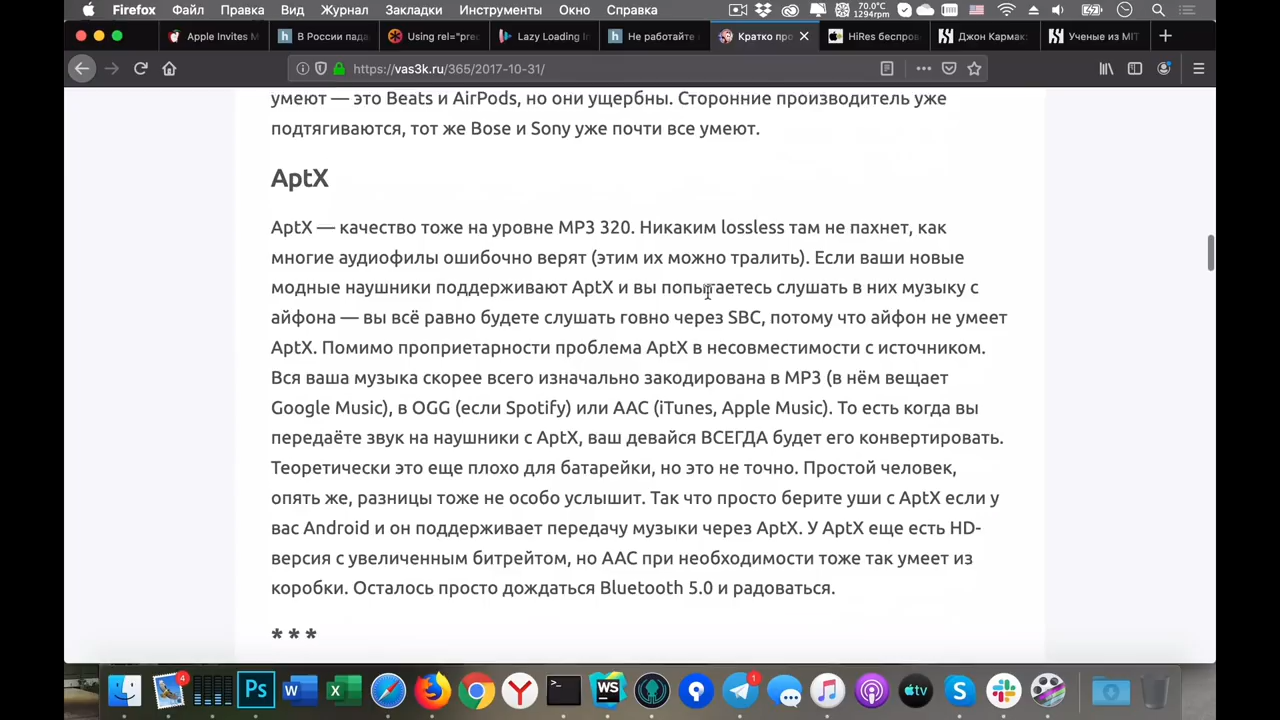 Firefox Файл Правка Вид Журнал Закладки Инструменты Окно Справка 70.0°C 1294rpm
Apple Invites M В России пада Using rel="prec Lazy Loading In Не работайте Кратко про HiRes беспров Джон Кармак Ученые из MIT
https://vas3k.ru/365/2017-10-31/
умеют — это Beats и AirPods, но они ущербны. Сторонние производитель уже
подтягиваются, тот же Bose и Sony уже почти все умеют.
AptX
AptX — качество тоже на уровне MP3 320. Никаким lossless там не пахнет, как
многие аудиофилы ошибочно верят (этим их можно тралить). Если ваши новые
модные наушники поддерживают AptX и вы попытаетесь слушать в них музыку с
айфона — вы всё равно будете слушать говно через SBC, потому что айфон не умеет
AptX. Помимо проприетарности проблема AptX в несовместимости с источником.
Вся ваша музыка скорее всего изначально закодирована в MP3 (в нём вещает
Google Music), в OGG (если Spotify) или AAC (iTunes, Apple Music). То есть когда вы
передаёте звук на наушники с AptX, ваш девайся ВСЕГДА будет его конвертировать.
Теоретически это еще плохо для батарейки, но это не точно. Простой человек,
опять же, разницы тоже не особо услышит. Так что просто берите уши с AptX если у
вас Android и он поддерживает передачу музыки через AptX. У AptX еще есть HD-
версия с увеличенным битрейтом, но AAC при необходимости тоже так умеет из
коробки. Осталось просто дождаться Bluetooth 5.0 и радоваться.
* * *
4 Ps W X WS 1 tv S